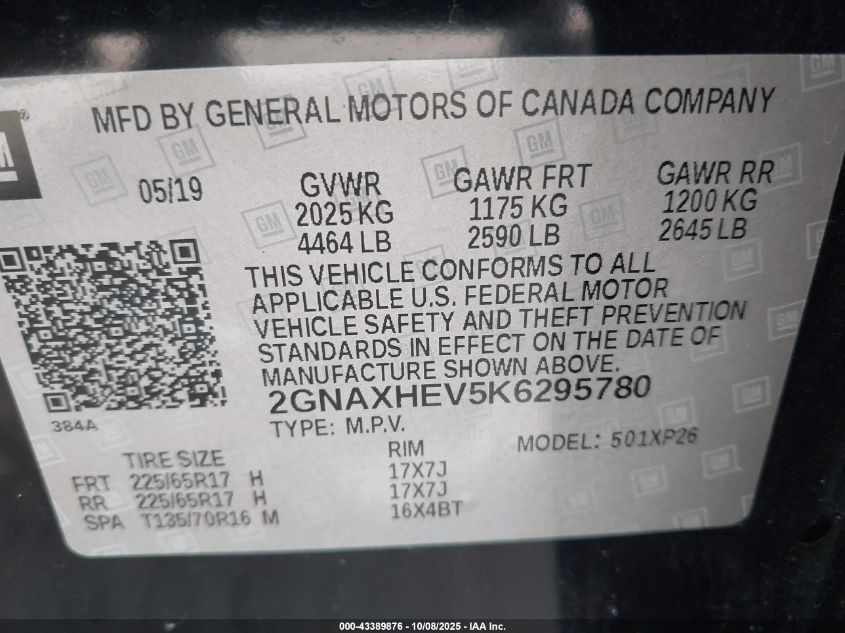 GM
®
MFD BY GENERAL MOTORS OF CANADA COMPANY
05/19
GVWR
2025 KG
4464 LB
GAWR FRT
1175 KG
2590 LB
GAWR RR
1200 KG
2645 LB
THIS VEHICLE CONFORMS TO ALL
APPLICABLE U.S. FEDERAL MOTOR
VEHICLE SAFETY AND THEFT PREVENTION
STANDARDS IN EFFECT ON THE DATE OF
MANUFACTURE SHOWN ABOVE.
2GNAXHEV5K6295780
384A
TYPE: M.P.V.
MODEL: 501XP26
TIRE SIZE RIM
FRT 225/65R17 H 17X7J
RR 225/65R17 H 17X7J
SPA T135/70R16 M 16X4BT
000-43389876 - 10/08/2025 - IAA Inc.